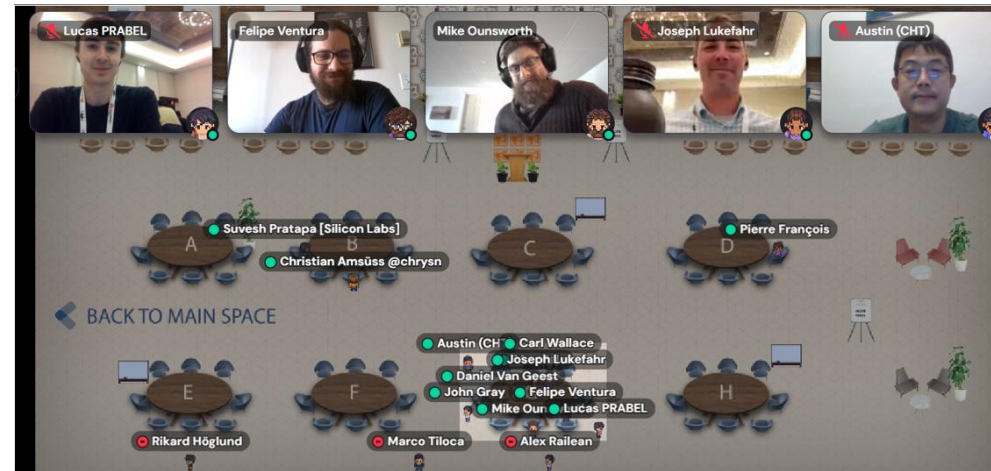 Lucas PRABEL
Felipe Ventura
Mike Ounsworth
Joseph Lukefahr
Austin (CHT)
Suvesh Pratapa [Silicon Labs]
A
B
C
D
Pierre François
Christian Amsüss @chrysn
BACK TO MAIN SPACE
Austin (CH
Carl Wallace
Joseph Lukefahr
Daniel Van Geest
E
F
John Gray
Felipe Ventura
H
Mike Oun
Lucas PRABEL
Rikard Höglund
Marco Tiloca
Alex Railean